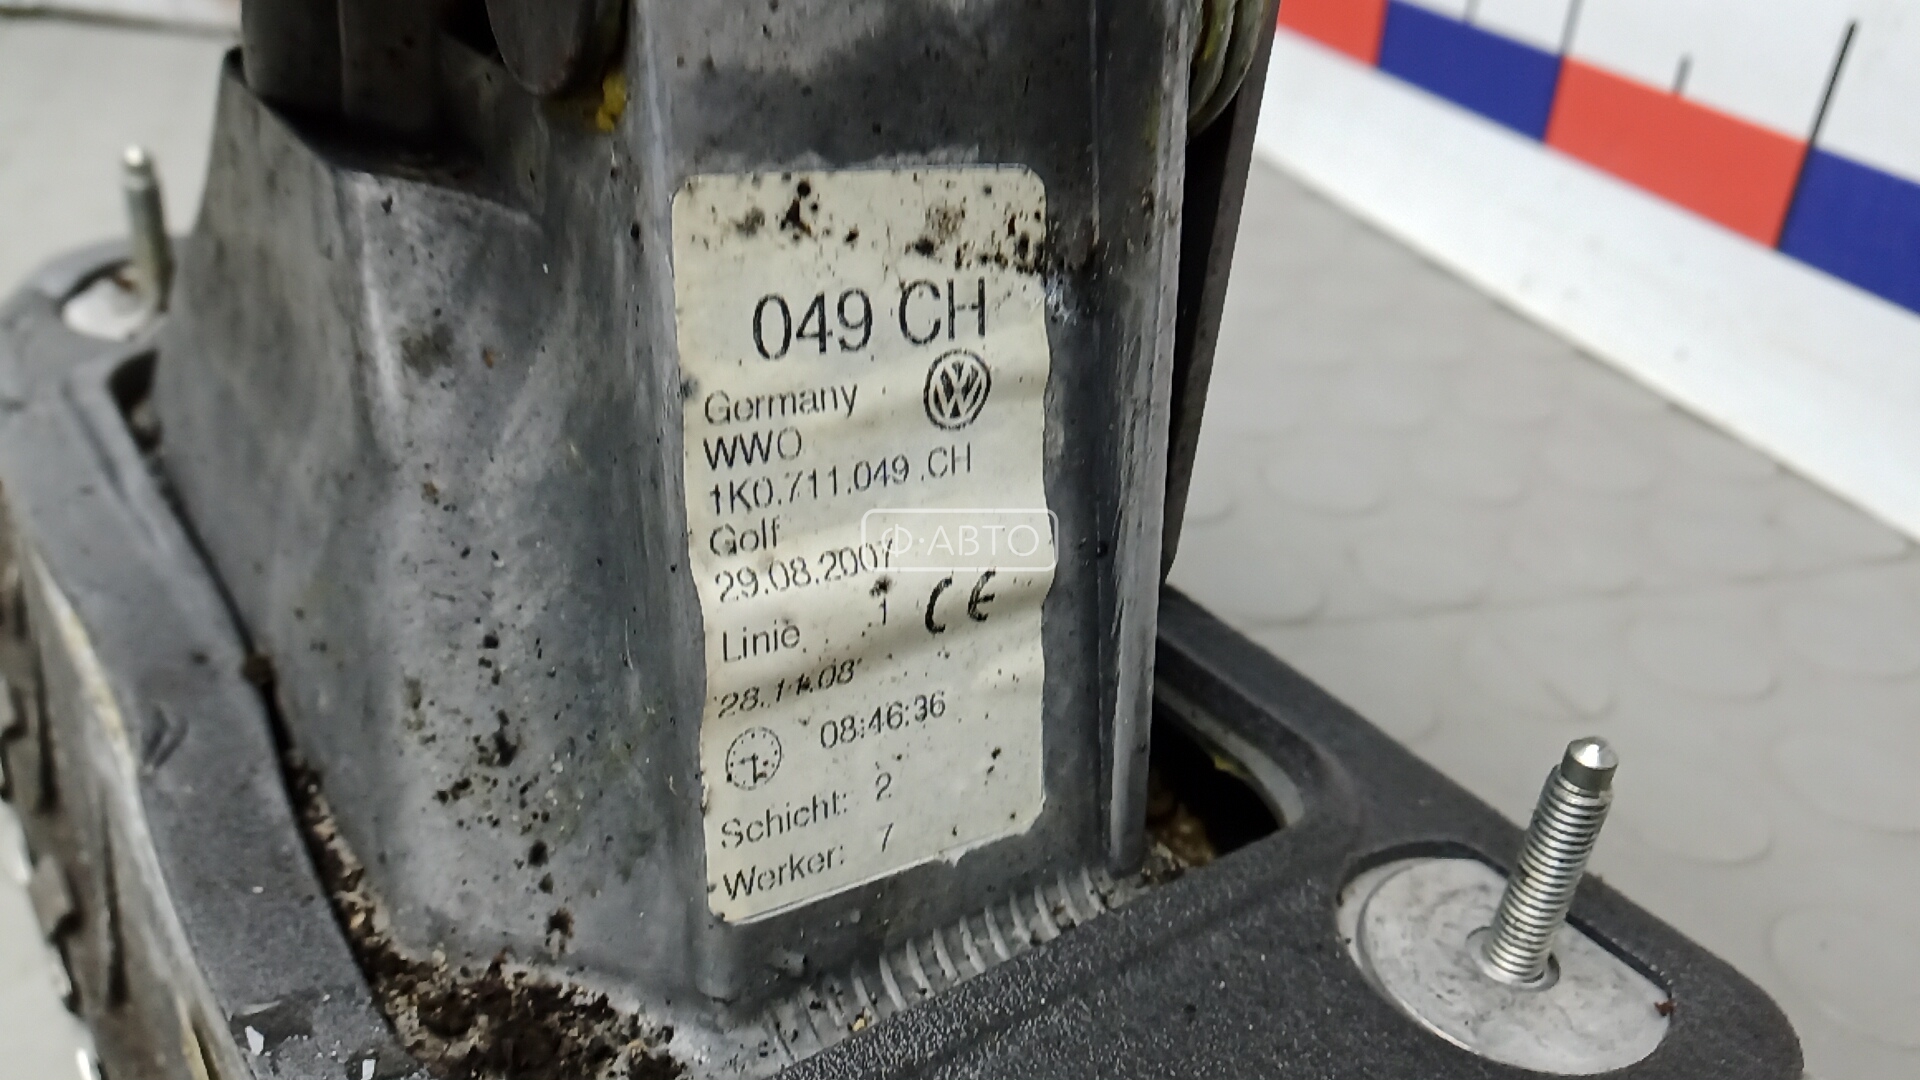 049 CH
Germany
WWO
1K0.711.049.CH
Golf
Ф·АВТО
29.08.2007
Linie 1 CE
28.11.08
08:46:36
Schicht: 2
Werker: 7